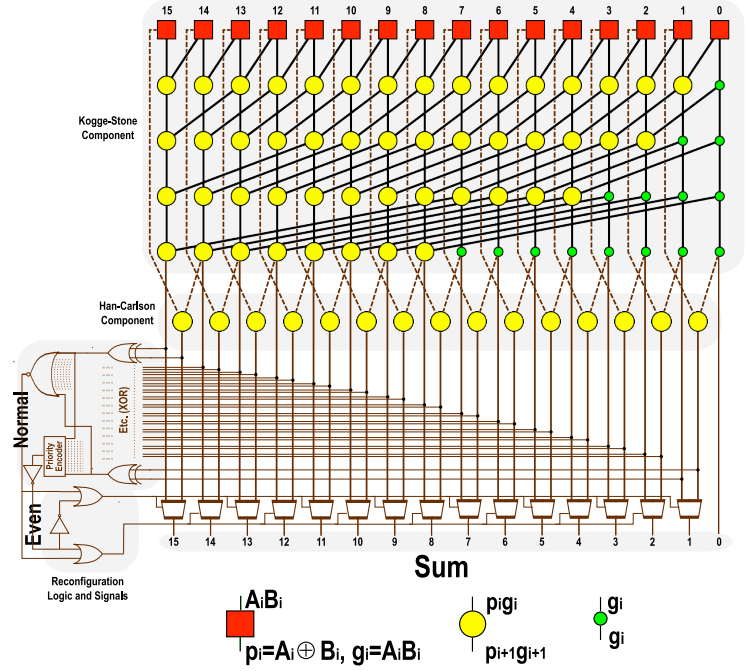 15 14 13 12 11 10 9 8 7 6 5 4 3 2 1 0
Kogge-Stone
Component
Han-Carlson
Component
Normal
Even
Priority
Encoder
Etc. (XOR)
15 14 13 12 11 10 9 8 7 6 5 4 3 2 1 0
Reconfiguration
Logic and Signals
Sum
AiBi
pi=Ai ⊕ Bi, gi=AiBi
pigi
pi+1gi+1
gi
gi